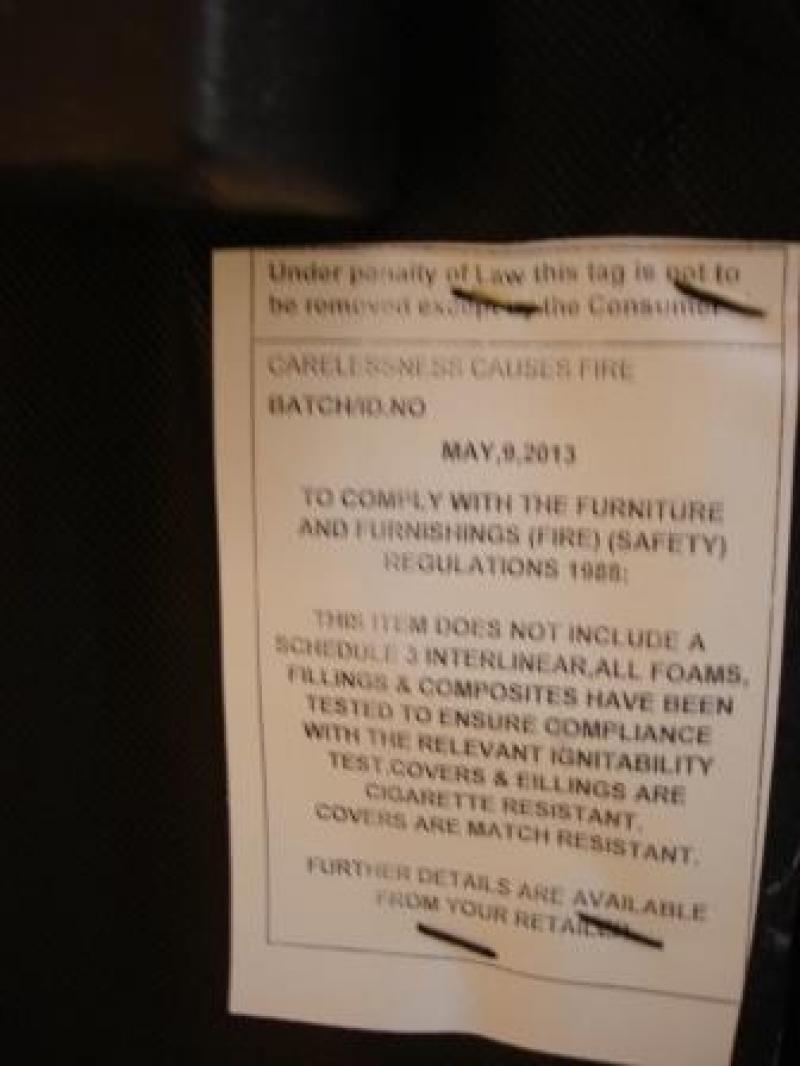 Under penality of Law this tag is not to
be removed except by the Consumer
CARELESSNESS CAUSES FIRE
BATCH/ID.NO
MAY,9,2013
TO COMPLY WITH THE FURNITURE
AND FURNISHINGS (FIRE) (SAFETY)
REGULATIONS 1988:
THIS ITEM DOES NOT INCLUDE A
SCHEDULE 3 INTERLINEAR,ALL FOAMS,
FILLINGS & COMPOSITES HAVE BEEN
TESTED TO ENSURE COMPLIANCE
WITH THE RELEVANT IGNITABILITY
TEST.COVERS & EILLINGS ARE
CIGARETTE RESISTANT.
COVERS ARE MATCH RESISTANT.
FURTHER DETAILS ARE AVAILABLE
FROM YOUR RETAILER